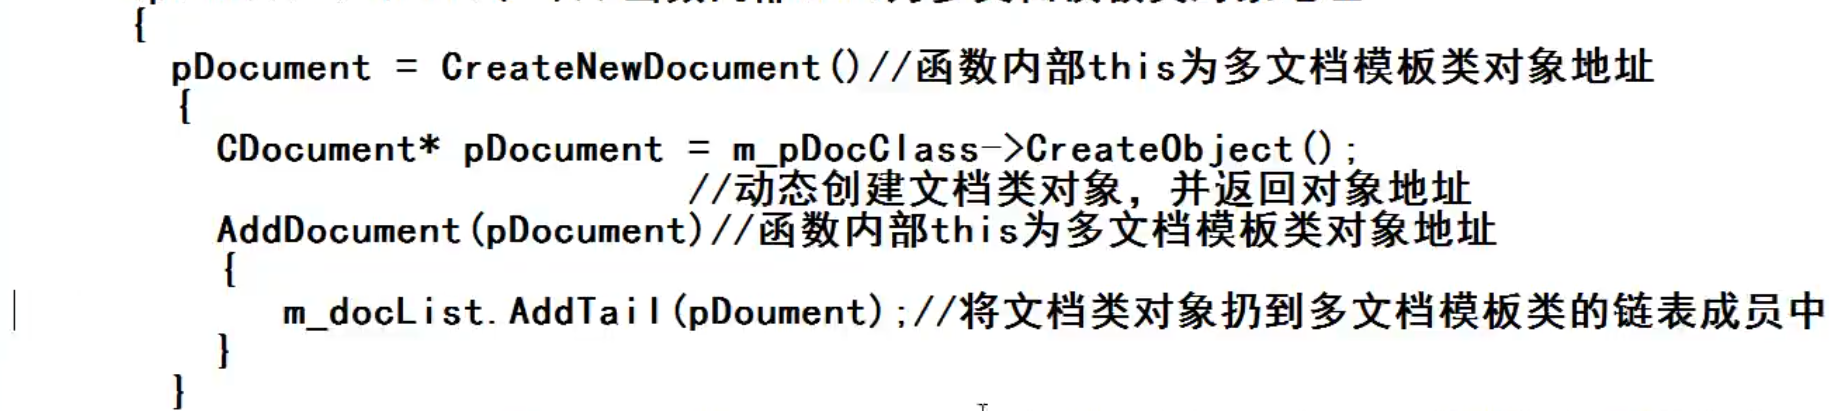 {
pDocument = CreateNewDocument()//函数内部this为多文档模板类对象地址
{
CDocument* pDocument = m_pDocClass->CreateObject();
//动态创建文档类对象，并返回对象地址
AddDocument(pDocument)//函数内部this为多文档模板类对象地址
{
m_docList.AddTail(pDoument);//将文档类对象扔到多文档模板类的链表成员中
}
}